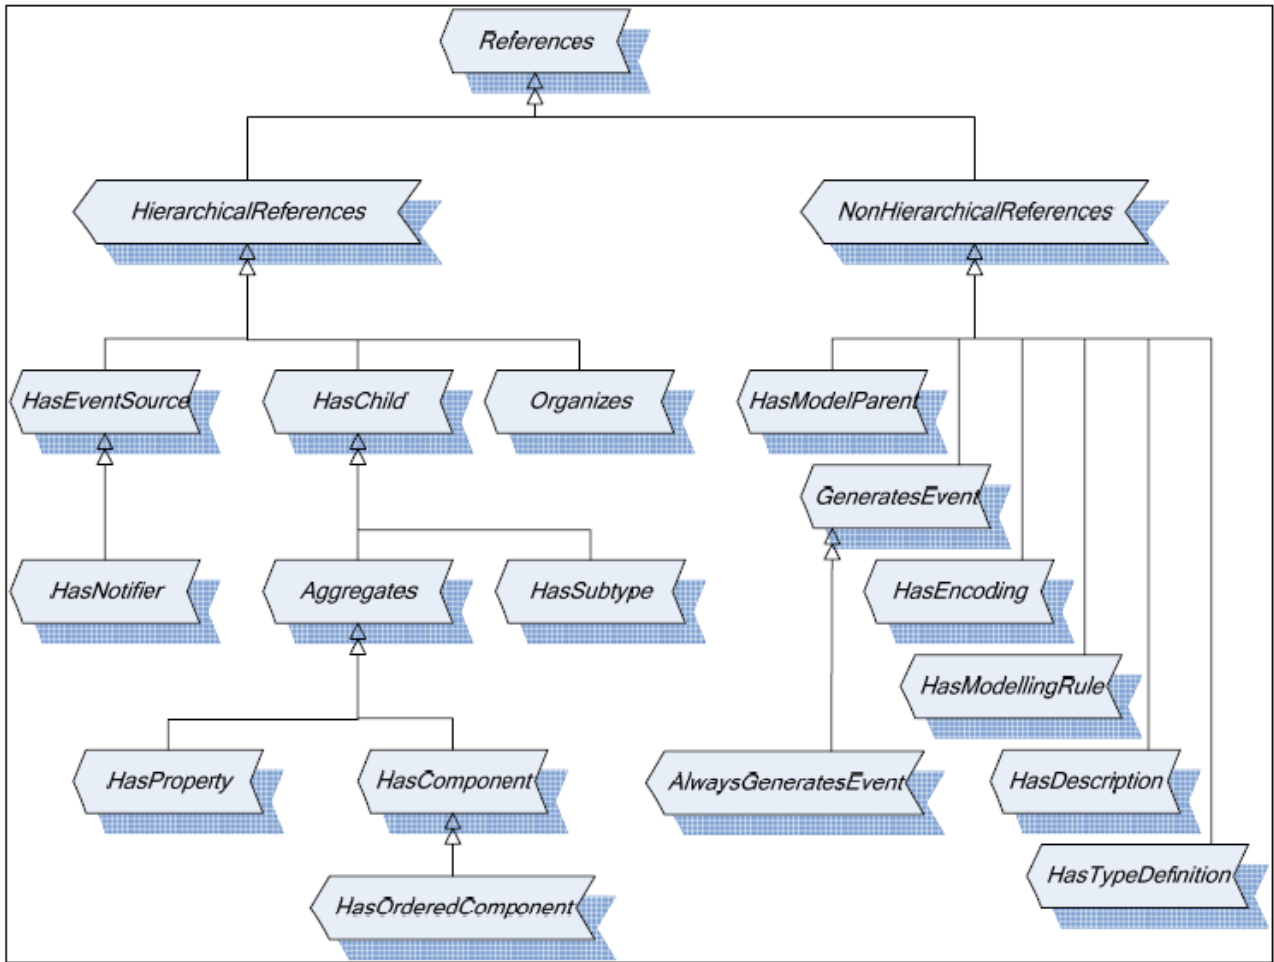 References
HierarchicalReferences
NonHierarchicalReferences
HasEventSource
HasChild
Organizes
HasModelParent
GeneratesEvent
HasNotifier
Aggregates
HasSubtype
HasEncoding
HasModellingRule
HasProperty
HasComponent
AlwaysGeneratesEvent
HasDescription
HasTypeDefinition
HasOrderedComponent